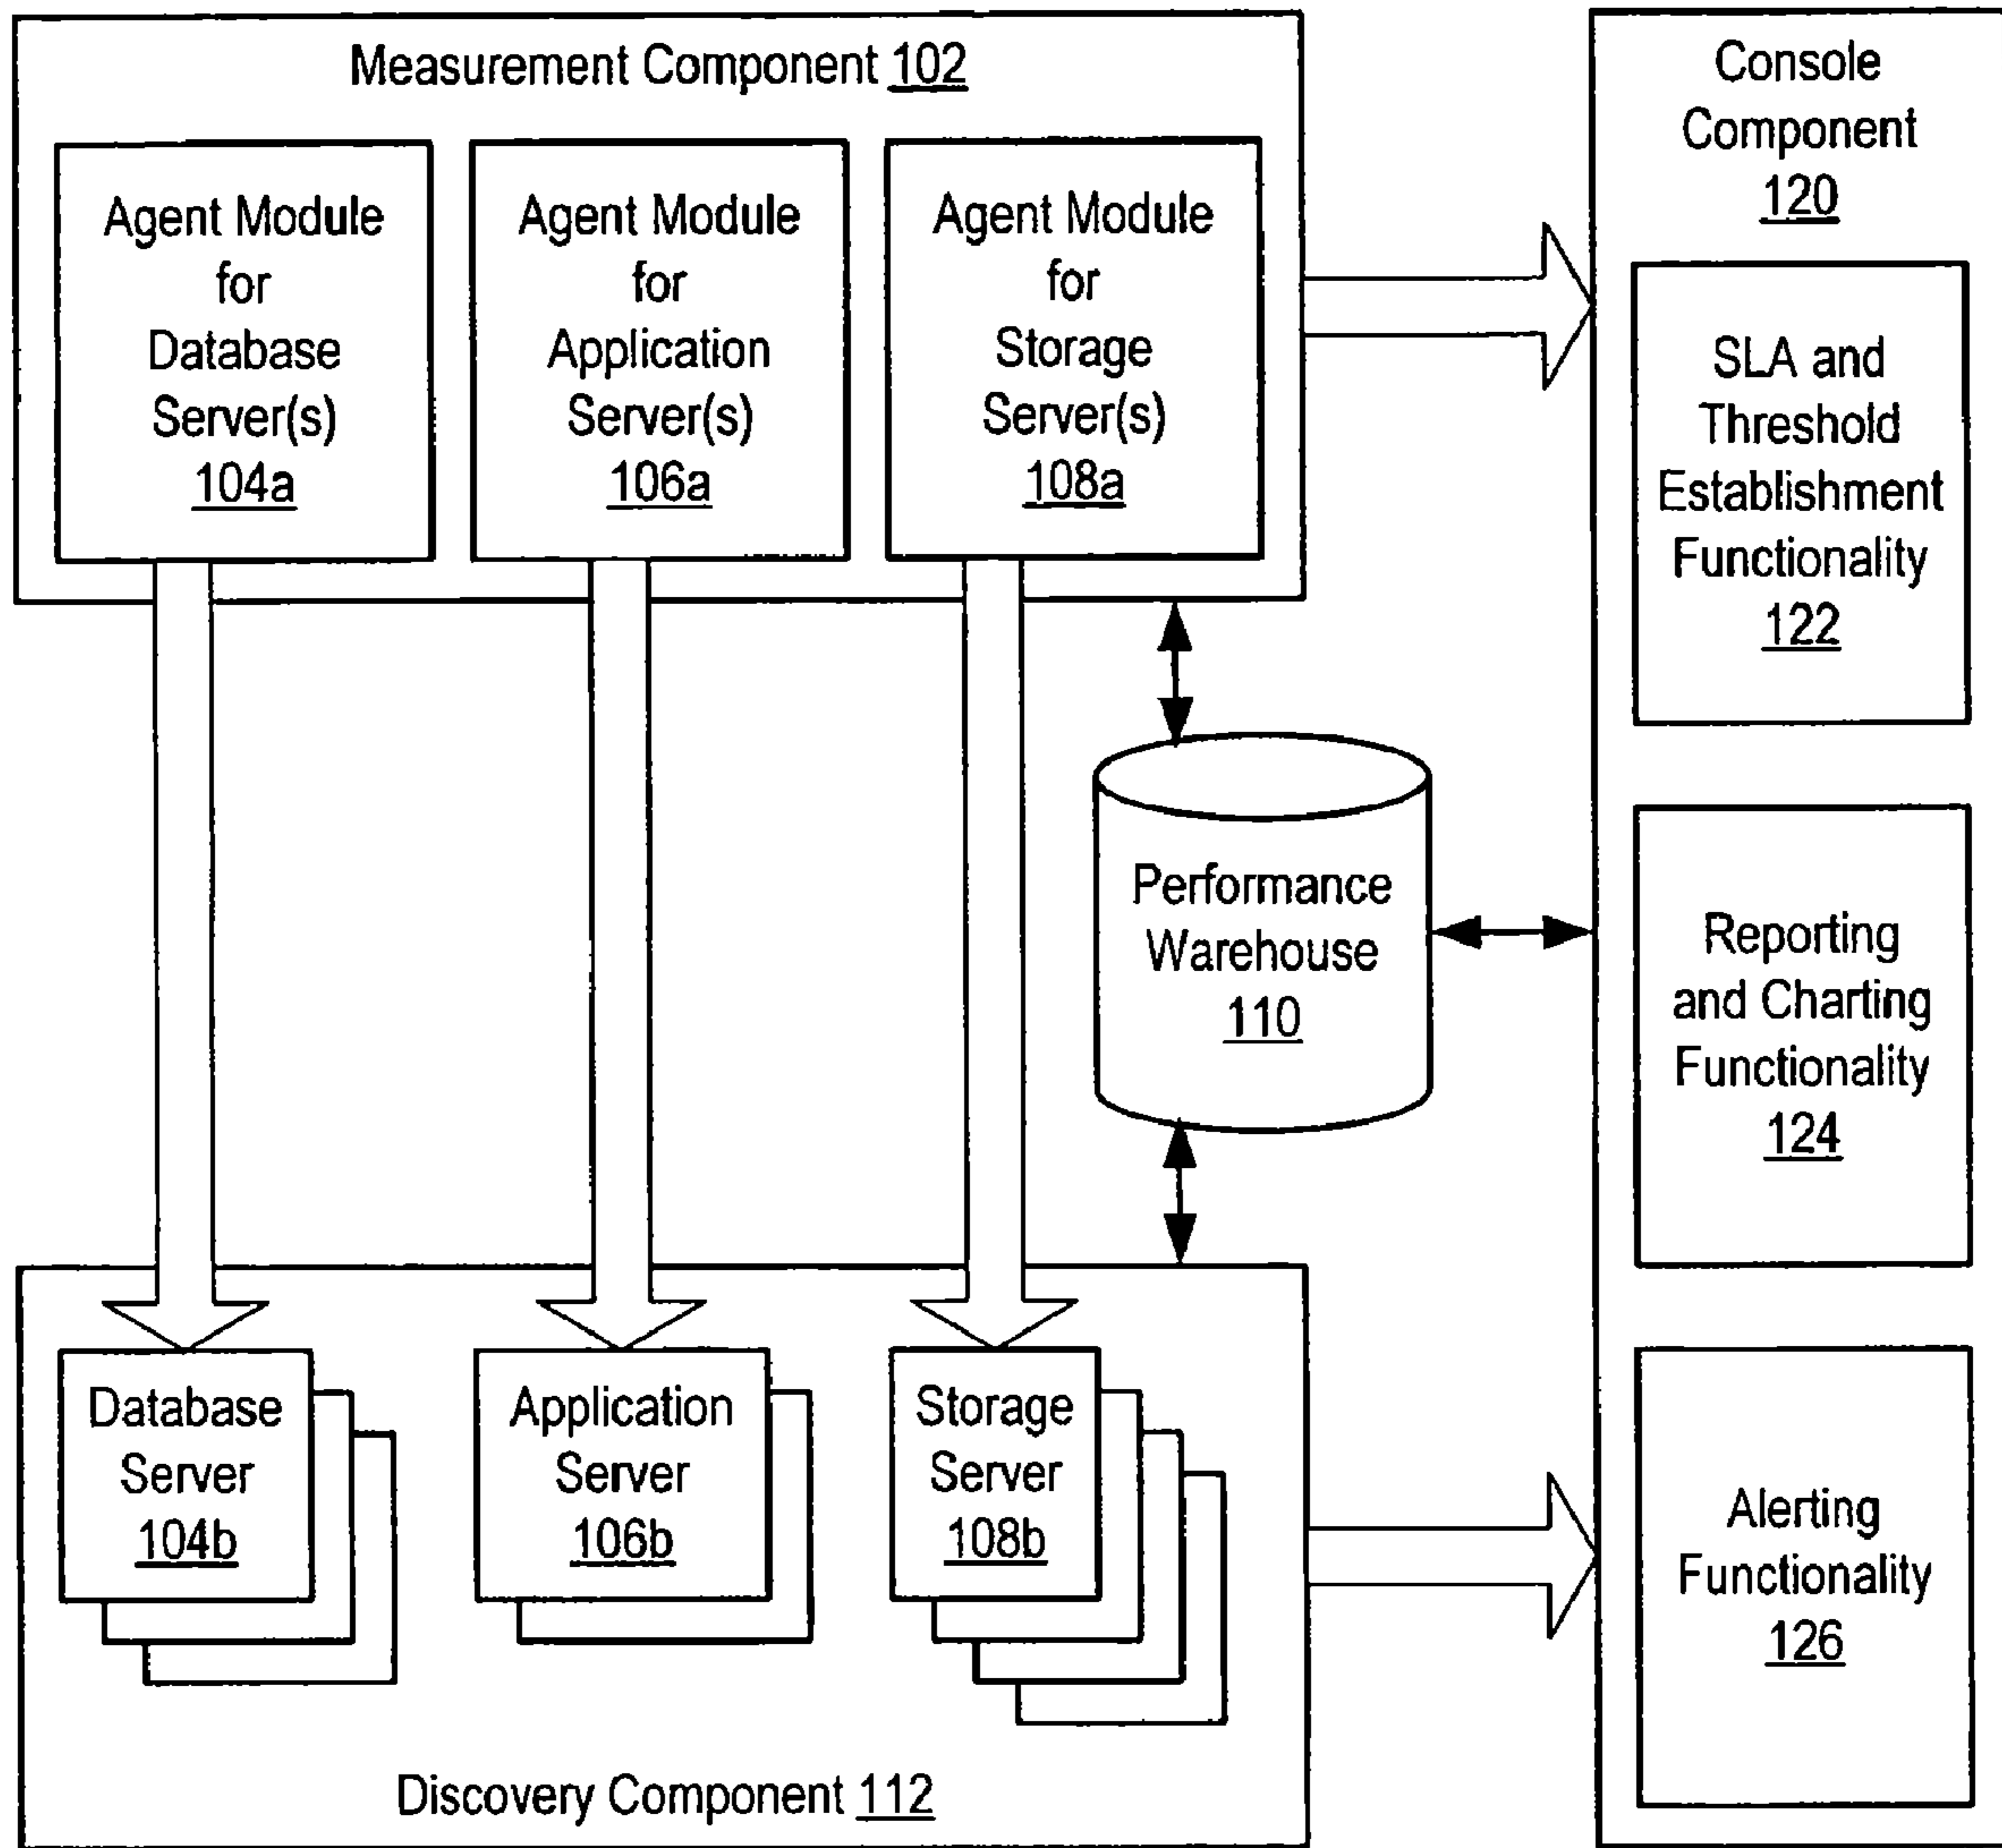 Measurement Component 102
Agent Module
for
Database
Server(s)
104a
Agent Module
for
Application
Server(s)
106a
Agent Module
for
Storage
Server(s)
108a
Console
Component
120
SLA and
Threshold
Establishment
Functionality
122
Performance
Warehouse
110
Reporting
and Charting
Functionality
124
Database
Server
104b
Application
Server
106b
Storage
Server
108b
Alerting
Functionality
126
Discovery Component 112